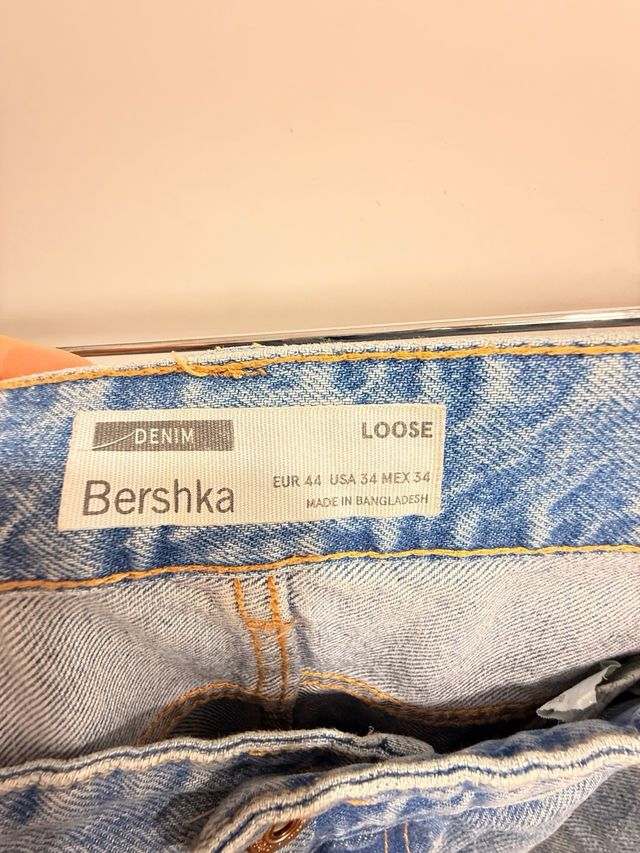 DENIM
LOOSE
Bershka
EUR 44 USA 34 MEX 34
MADE IN BANGLADESH